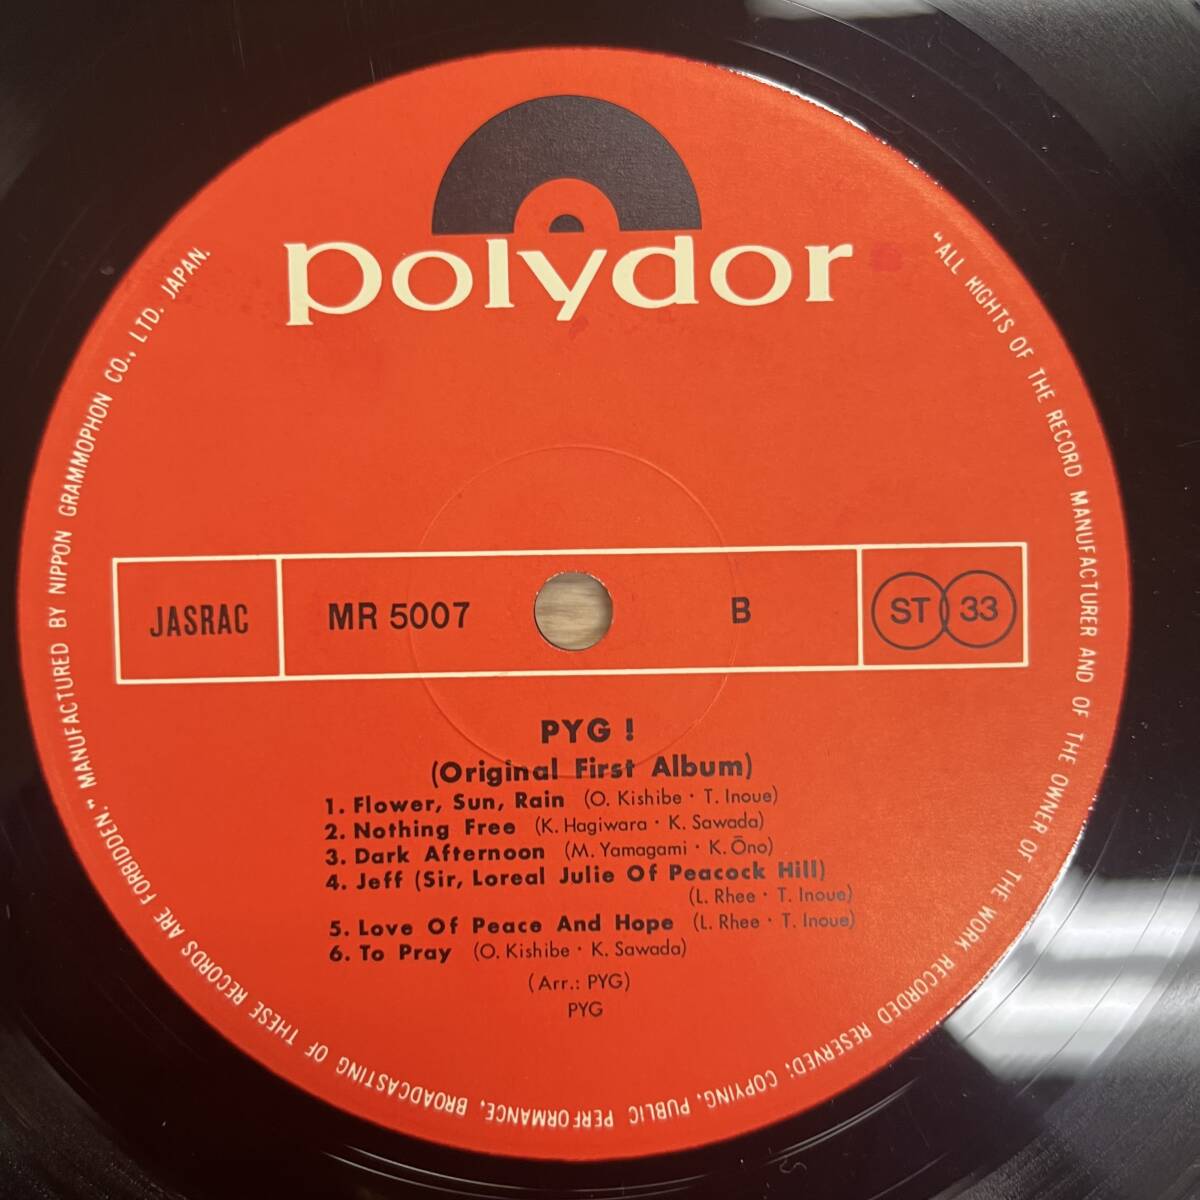 polydor
"ALL RIGHTS OF THE RECORD MANUFACTURER AND OF THE OWNER OF THE WORK RECORDED RESERVED; COPYING, PUBLIC PERFORMANCE, BROADCASTING OF THESE RECORDS ARE FORBIDDEN." MANUFACTURED BY NIPPON GRAMMOPHON CO., LTD. JAPAN.
JASRAC MR 5007 B ST 33
PYG !
(Original First Album)
1. Flower, Sun, Rain (O. Kishibe · T. Inoue)
2. Nothing Free (K. Hagiwara · K. Sawada)
3. Dark Afternoon (M. Yamagami · K. Ōno)
4. Jeff (Sir, Loreal Julie Of Peacock Hill)
(L. Rhee · T. Inoue)
5. Love Of Peace And Hope (L. Rhee · T. Inoue)
6. To Pray (O. Kishibe · K. Sawada)
(Arr.: PYG)
PYG